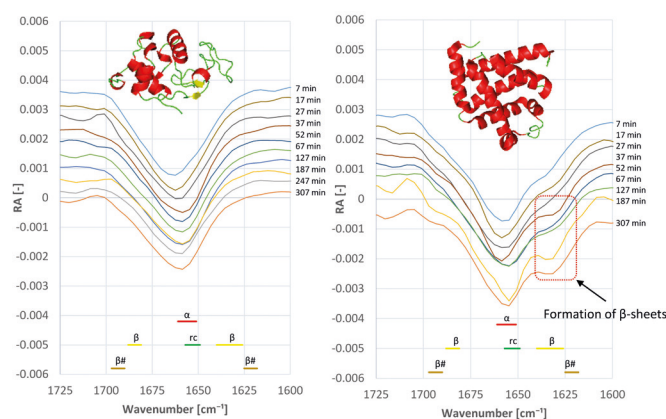 0.006
0.005
0.004
0.003
0.002
0.001
0
-0.001
-0.002
-0.003
-0.004
-0.005
-0.006
RA [-]
7 min
17 min
27 min
37 min
52 min
67 min
127 min
187 min
247 min
307 min
α
β
rc
β
β#
β#
1725
1700
1675
1650
1625
1600
Wavenumber [cm⁻¹]
0.006
0.005
0.004
0.003
0.002
0.001
0
-0.001
-0.002
-0.003
-0.004
-0.005
-0.006
RA [-]
7 min
17 min
27 min
37 min
52 min
67 min
127 min
187 min
307 min
Formation of β-sheets
α
β
rc
β
β#
β#
1725
1700
1675
1650
1625
1600
Wavenumber [cm⁻¹]